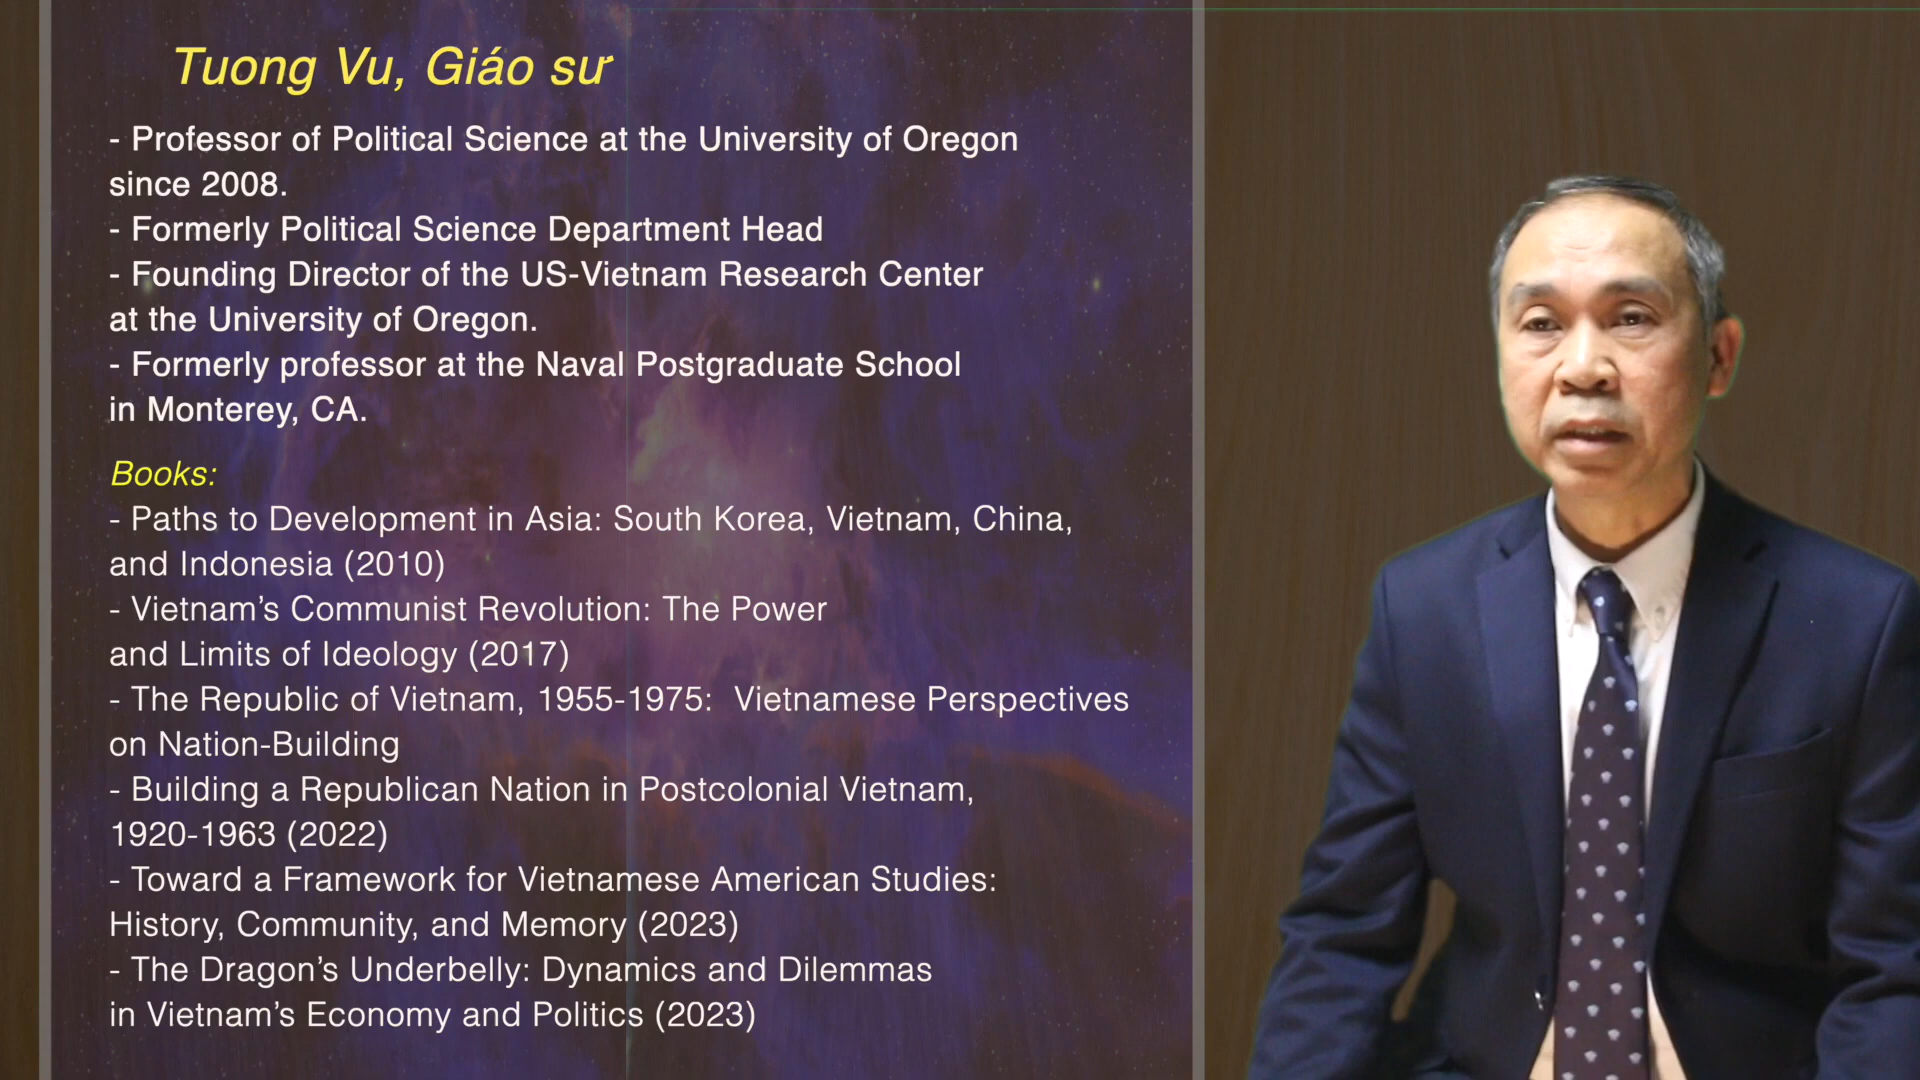 Tuong Vu, Giáo sư
- Professor of Political Science at the University of Oregon
since 2008.
- Formerly Political Science Department Head
- Founding Director of the US-Vietnam Research Center
at the University of Oregon.
- Formerly professor at the Naval Postgraduate School
in Monterey, CA.
Books:
- Paths to Development in Asia: South Korea, Vietnam, China,
and Indonesia (2010)
- Vietnam’s Communist Revolution: The Power
and Limits of Ideology (2017)
- The Republic of Vietnam, 1955-1975:  Vietnamese Perspectives
on Nation-Building
- Building a Republican Nation in Postcolonial Vietnam,
1920-1963 (2022)
- Toward a Framework for Vietnamese American Studies:
History, Community, and Memory (2023)
- The Dragon’s Underbelly: Dynamics and Dilemmas
in Vietnam’s Economy and Politics (2023)